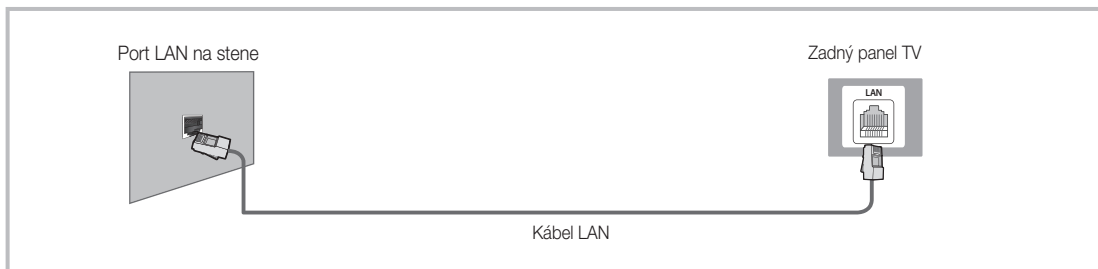 Port LAN na stene
Zadný panel TV
LAN
Kábel LAN